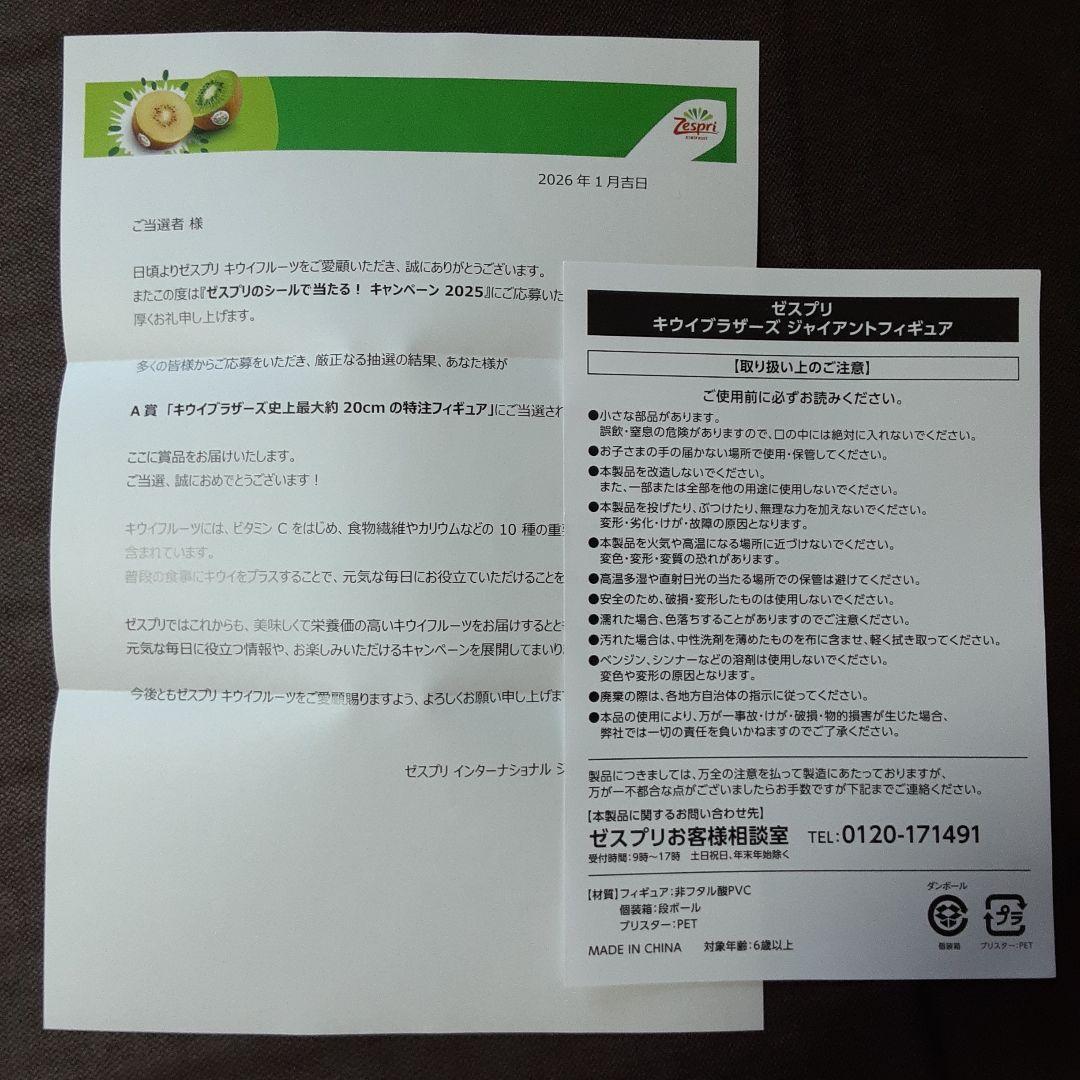 Zespri
2026年1月吉日
ご当選者 様
日頃よりゼスプリ キウイフルーツをご愛顧いただき、誠にありがとうございます。
またこの度は『ゼスプリのシールで当たる！ キャンペーン 2025』にご応募いた
厚くお礼申し上げます。
多くの皆様からご応募をいただき、厳正なる抽選の結果、あなた様が
A賞 「キウイブラザーズ史上最大約 20cm の特注フィギュア」にご当選され
ここに賞品をお届けいたします。
ご当選、誠におめでとうございます！
キウイフルーツには、ビタミン C をはじめ、食物繊維やカリウムなどの 10 種の重要
含まれています。
普段の食事にキウイをプラスすることで、元気な毎日にお役立ていただけることを
ゼスプリではこれからも、美味しくて栄養価の高いキウイフルーツをお届けするととも
元気な毎日に役立つ情報や、お楽しみいただけるキャンペーンを展開してまいり
今後ともゼスプリ キウイフルーツをご愛顧賜りますよう、よろしくお願い申し上げます
ゼスプリ インターナショナル ジ
ゼスプリ
キウイブラザーズ ジャイアントフィギュア
【取り扱い上のご注意】
ご使用前に必ずお読みください。
●小さな部品があります。
誤飲・窒息の危険がありますので、口の中には絶対に入れないでください。
●お子さまの手の届かない場所で使用・保管してください。
●本製品を改造しないでください。
また、一部または全部を他の用途に使用しないでください。
●本製品を投げたり、ぶつけたり、無理な力を加えないでください。
変形・劣化・けが・故障の原因となります。
●本製品を火気や高温になる場所に近づけないでください。
変色・変形・変質の恐れがあります。
●高温多湿や直射日光の当たる場所での保管は避けてください。
●安全のため、破損・変形したものは使用しないでください。
●濡れた場合、色落ちすることがありますのでご注意ください。
●汚れた場合は、中性洗剤を薄めたものを布に含ませ、軽く拭き取ってください。
●ベンジン、シンナーなどの溶剤は使用しないでください。
変色や変形の原因となります。
●廃棄の際は、各地方自治体の指示に従ってください。
●本品の使用により、万が一事故・けが・破損・物的損害が生じた場合、
弊社では一切の責任を負いかねますのでご了承ください。
製品につきましては、万全の注意を払って製造にあたっておりますが、
万が一不都合な点がございましたらお手数ですが下記までご連絡ください。
【本製品に関するお問い合わせ先】
ゼスプリお客様相談室 TEL:0120-171491
受付時間:9時～17時 土日祝日、年末年始除く
【材質】フィギュア:非フタル酸PVC
個装箱:段ボール
ブリスター:PET
MADE IN CHINA 対象年齢:6歳以上
ダンボール
個装箱
プラ
ブリスター:PET